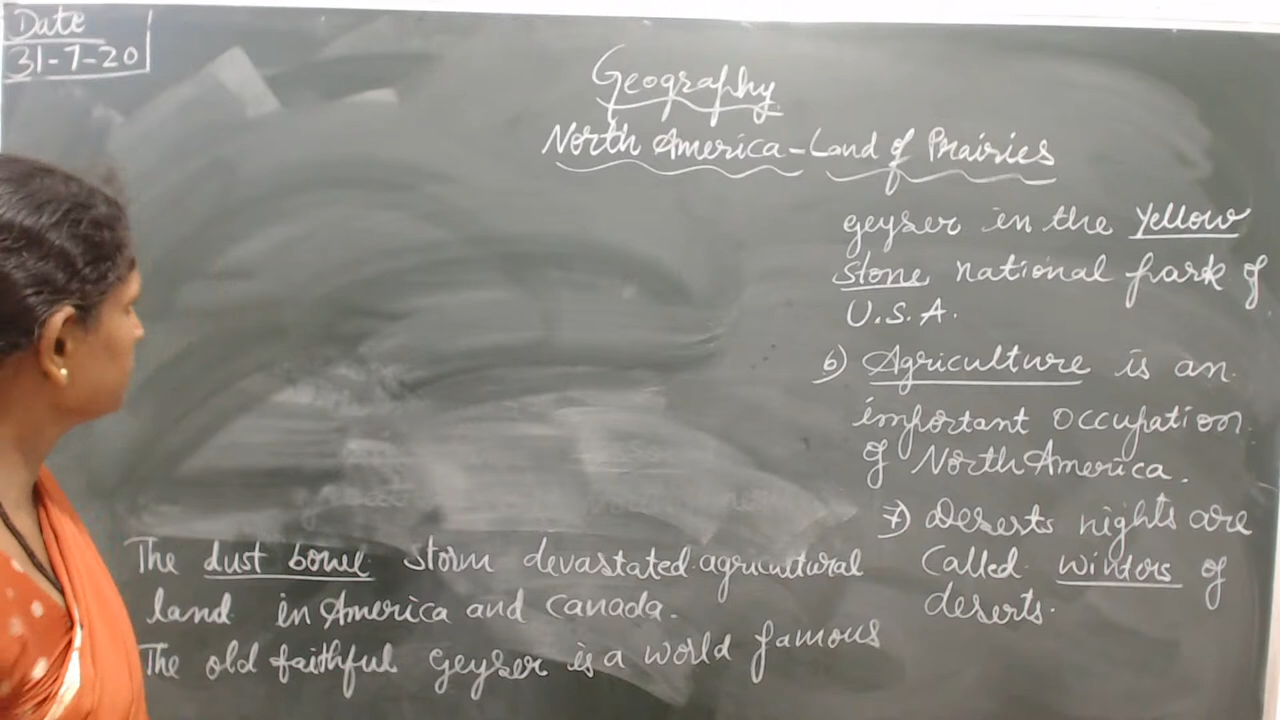 Date
31-7-20
Geography
North America-Land of Prairies
The dust bowl storm devastated agricultural
land in America and Canada.
The old faithful geyser is a world famous
geyser in the Yellow
stone national park of
U.S.A.
6) Agriculture is an
important occupation
of North America.
7) Deserts nights are
Called winters of
deserts.